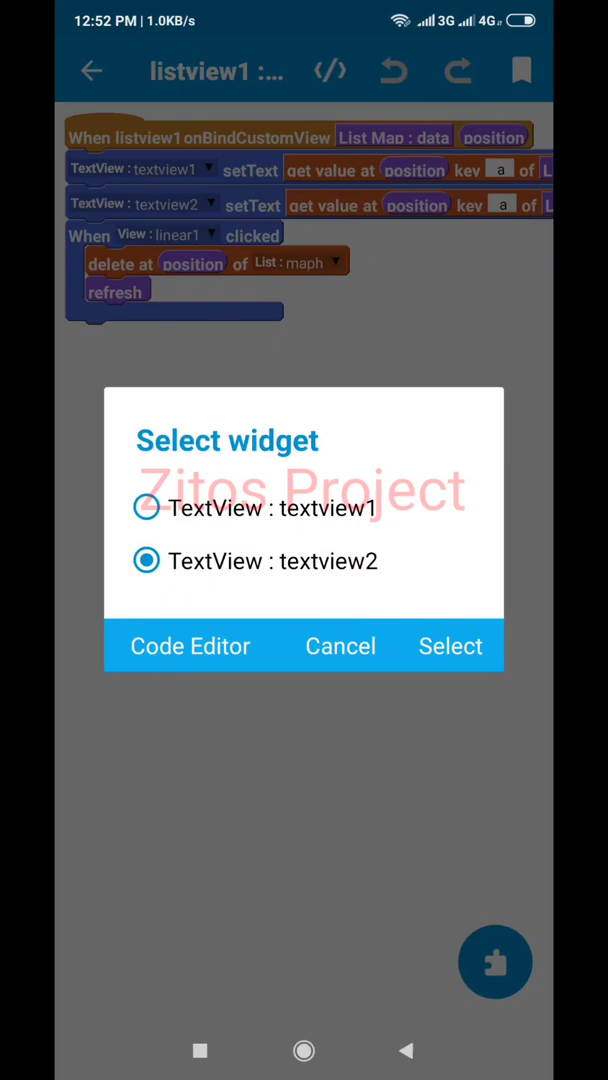 12:52 PM | 1.0KB/s 3G 4G
listview1 :...
When listview1 onBindCustomView List Map : data position
TextView : textview1 setText get value at position key a of L
TextView : textview2 setText get value at position key a of L
When View : linear1 clicked
delete at position of List : maph
refresh
Select widget
Zitos Project
TextView : textview1
TextView : textview2
Code Editor Cancel Select